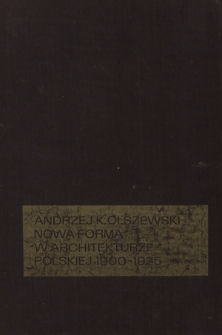 ANDRZEJ K. OLSZEWSKI
NOWA FORMA
W ARCHITEKTURZE
POLSKIEJ 1900-1925